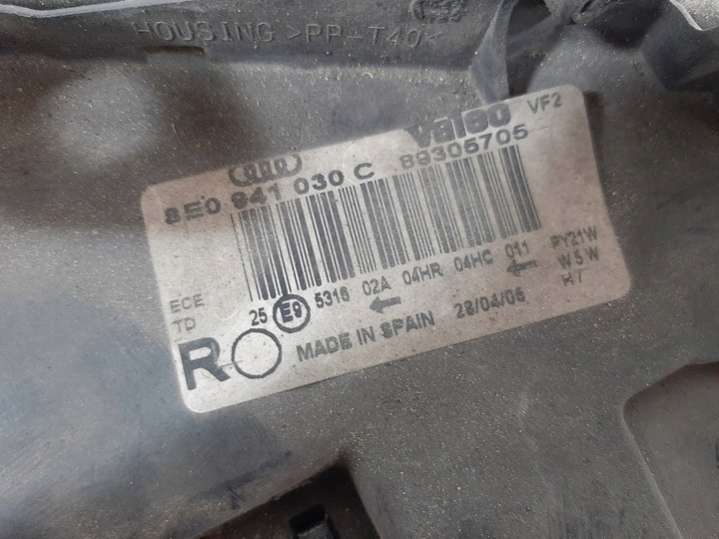 HOUSING >PP-T40<
Valeo VF2
8E0 941 030 C 89305705
ECE 25 E9 5316 02A 04HR 04HC 011 PY21W
TD W5W
H7
R MADE IN SPAIN 28/04/05